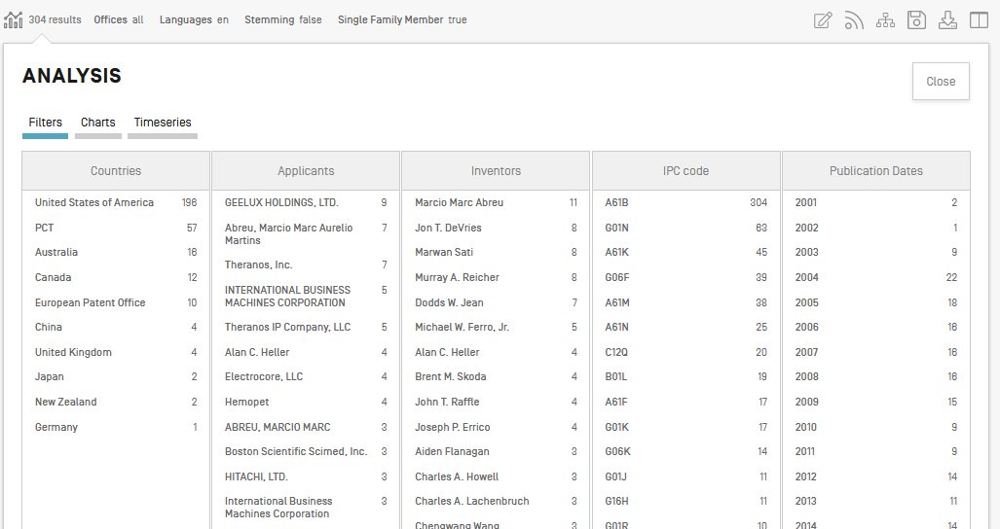 304 results Offices all Languages en Stemming false Single Family Member true
ANALYSIS
Close
Filters Charts Timeseries
Countries Applicants Inventors IPC code Publication Dates
United States of America 196
PCT 57
Australia 16
Canada 12
European Patent Office 10
China 4
United Kingdom 4
Japan 2
New Zealand 2
Germany 1
GEELUX HOLDINGS, LTD. 9
Abreu, Marcio Marc Aurelio 7
Martins
Theranos, Inc. 7
INTERNATIONAL BUSINESS 5
MACHINES CORPORATION
Theranos IP Company, LLC 5
Alan C. Heller 4
Electrocore, LLC 4
Hemopet 4
ABREU, MARCIO MARC 3
Boston Scientific Scimed, Inc. 3
HITACHI, LTD. 3
International Business 3
Machines Corporation
Marcio Marc Abreu 11
Jon T. DeVries 8
Marwan Sati 8
Murray A. Reicher 8
Dodds W. Jean 7
Michael W. Ferro, Jr. 5
Alan C. Heller 4
Brent M. Skoda 4
John T. Raffle 4
Joseph P. Errico 4
Aiden Flanagan 3
Charles A. Howell 3
Charles A. Lachenbruch 3
Chengwang Wang 3
A61B 304
G01N 63
A61K 45
G06F 39
A61M 38
A61N 25
C12Q 20
B01L 19
A61F 17
G01K 17
G06K 14
G01J 11
G16H 11
G01R 10
2001 2
2002 1
2003 9
2004 22
2005 18
2006 16
2007 16
2008 16
2009 15
2010 9
2011 9
2012 14
2013 11
2014 14